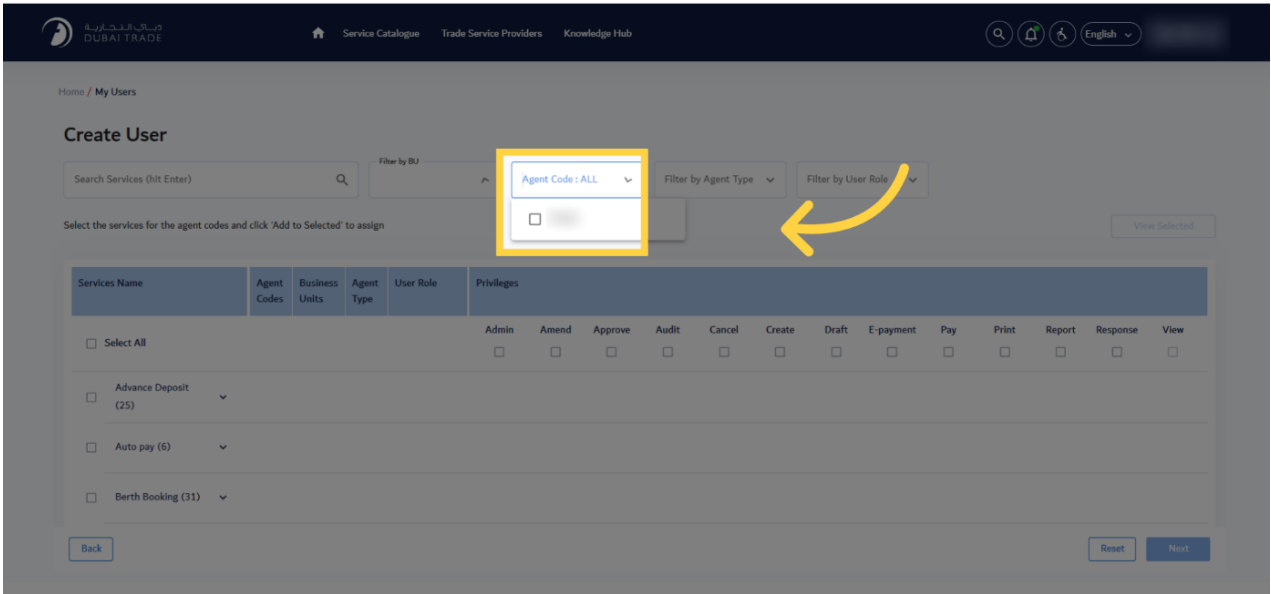 دبي التجارية
DUBAI TRADE
Service Catalogue
Trade Service Providers
Knowledge Hub
English
Home / My Users
Create User
Search Services (hit Enter)
Filter by BU
Agent Code : ALL
Filter by Agent Type
Filter by User Role
Select the services for the agent codes and click 'Add to Selected' to assign
View Selected
Services Name
Agent Codes
Business Units
Agent Type
User Role
Privileges
Select All
Admin
Amend
Approve
Audit
Cancel
Create
Draft
E-payment
Pay
Print
Report
Response
View
Advance Deposit
(25)
Auto pay (6)
Berth Booking (31)
Back
Reset
Next